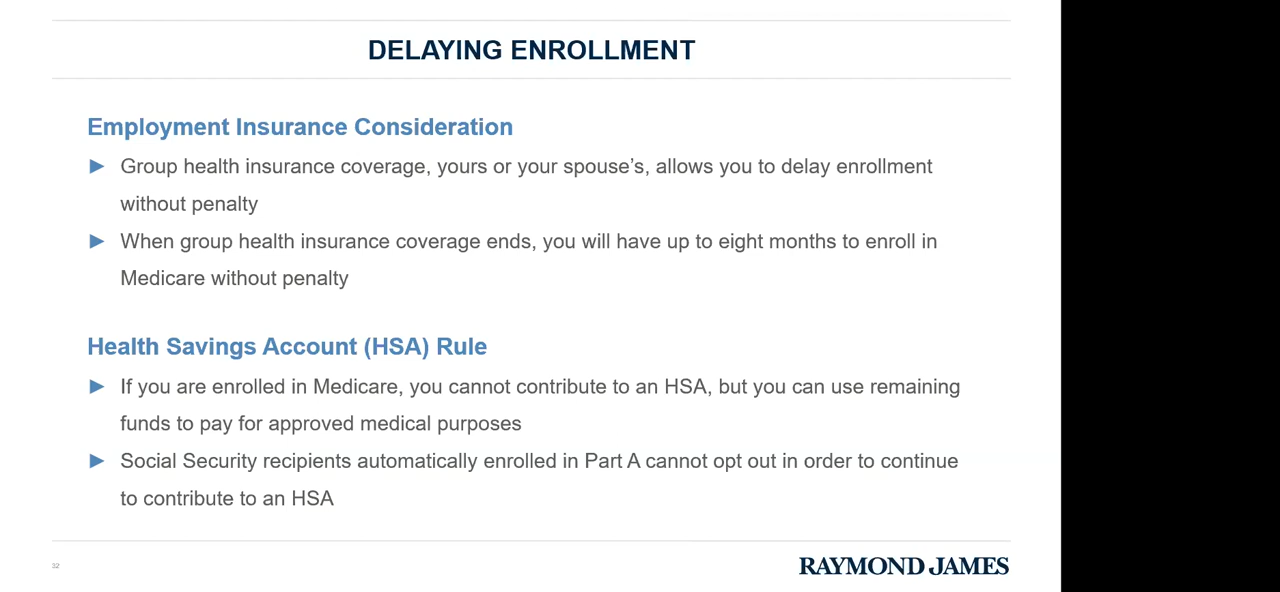 DELAYING ENROLLMENT
Employment Insurance Consideration
► Group health insurance coverage, yours or your spouse’s, allows you to delay enrollment
without penalty
► When group health insurance coverage ends, you will have up to eight months to enroll in
Medicare without penalty
Health Savings Account (HSA) Rule
► If you are enrolled in Medicare, you cannot contribute to an HSA, but you can use remaining
funds to pay for approved medical purposes
► Social Security recipients automatically enrolled in Part A cannot opt out in order to continue
to contribute to an HSA
32
RAYMOND JAMES